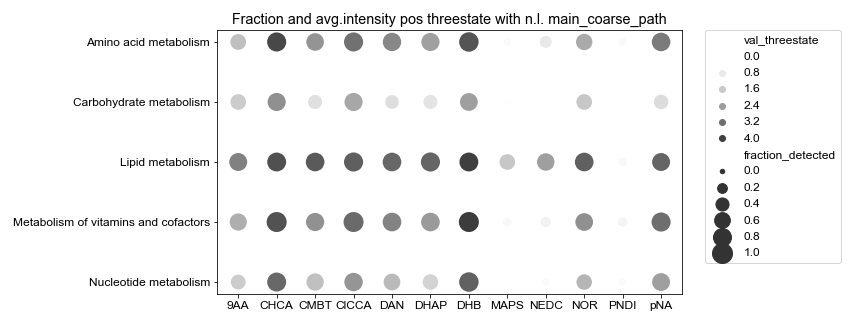 Fraction and avg.intensity pos threestate with n.l. main_coarse_path
Amino acid metabolism
Carbohydrate metabolism
Lipid metabolism
Metabolism of vitamins and cofactors
Nucleotide metabolism
9AA CHCA CMBT ClCCA DAN DHAP DHB MAPS NEDC NOR PNDI pNA
val_threestate
0.0
0.8
1.6
2.4
3.2
4.0
fraction_detected
0.0
0.2
0.4
0.6
0.8
1.0